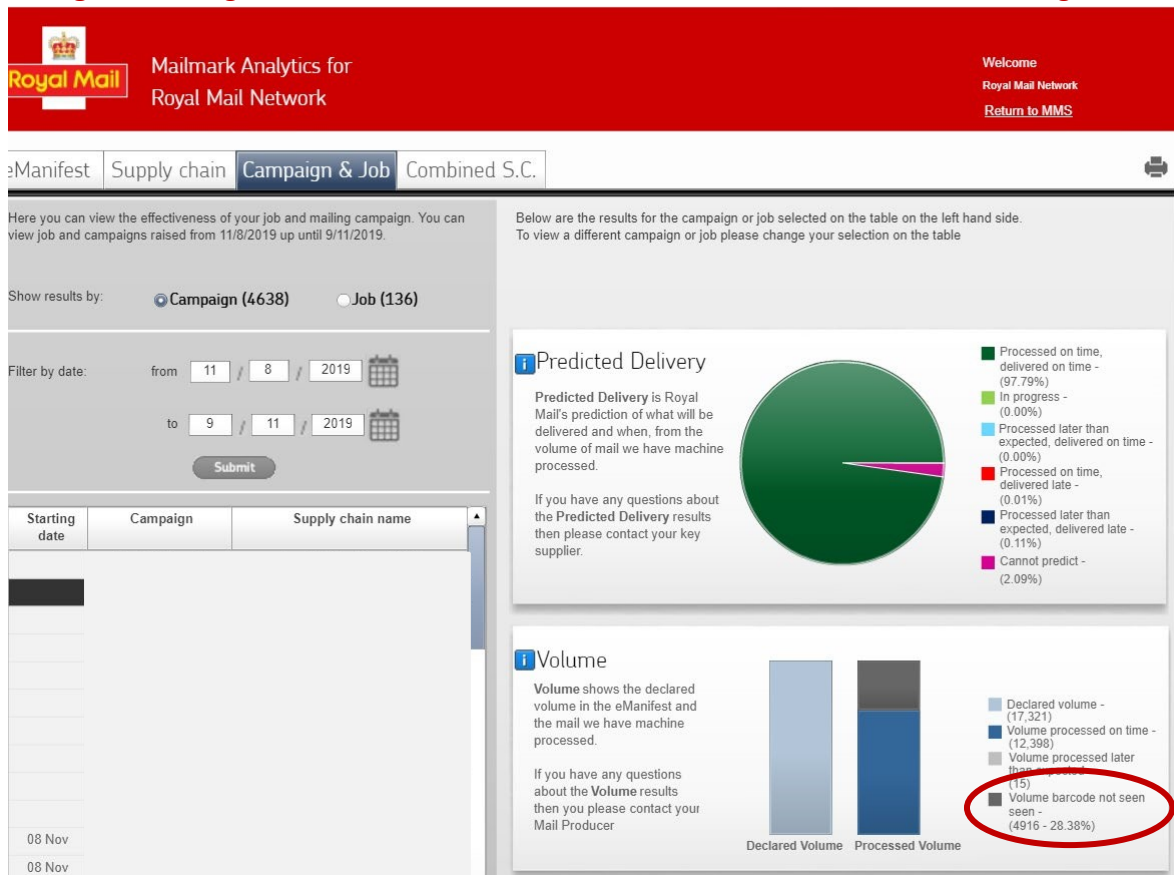 Royal Mail
Mailmark Analytics for
Royal Mail Network
Welcome
Royal Mail Network
Return to MMS
eManifest
Supply chain
Campaign & Job
Combined S.C.
Here you can view the effectiveness of your job and mailing campaign. You can
view job and campaigns raised from 11/8/2019 up until 9/11/2019.
Show results by:
Campaign (4638)
Job (136)
Filter by date:
from 11 / 8 / 2019
to 9 / 11 / 2019
Submit
Starting
date
Campaign
Supply chain name
08 Nov
08 Nov
Below are the results for the campaign or job selected on the table on the left hand side.
To view a different campaign or job please change your selection on the table
Predicted Delivery
Predicted Delivery is Royal
Mail's prediction of what will be
delivered and when, from the
volume of mail we have machine
processed.
If you have any questions about
the Predicted Delivery results
then please contact your key
supplier.
Processed on time,
delivered on time -
(97.79%)
In progress -
(0.00%)
Processed later than
expected, delivered on time -
(0.00%)
Processed on time,
delivered late -
(0.01%)
Processed later than
expected, delivered late -
(0.11%)
Cannot predict -
(2.09%)
Volume
Volume shows the declared
volume in the eManifest and
the mail we have machine
processed.
If you have any questions
about the Volume results
then you please contact your
Mail Producer
Declared Volume
Processed Volume
Declared volume -
(17,321)
Volume processed on time -
(12,398)
Volume processed later
than expected -
(15)
Volume barcode not seen
seen -
(4916 - 28.38%)